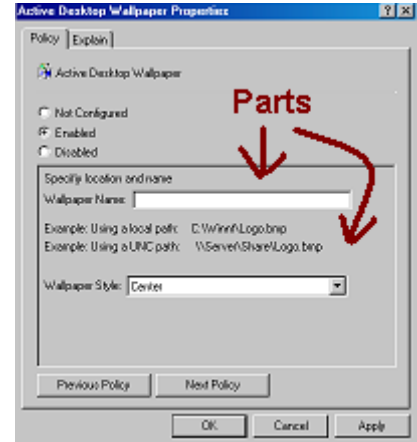 Active Desktop Wallpaper Properties
Policy Explain
Active Desktop Wallpaper
Parts
Not Configured
Enabled
Disabled
Specify location and name
Wallpaper Name:
Example: Using a local path: C:\Winnt\Logo.bmp
Example: Using a UNC path: \\Server\Share\Logo.bmp
Wallpaper Style: Center
Previous Policy Next Policy
OK Cancel Apply